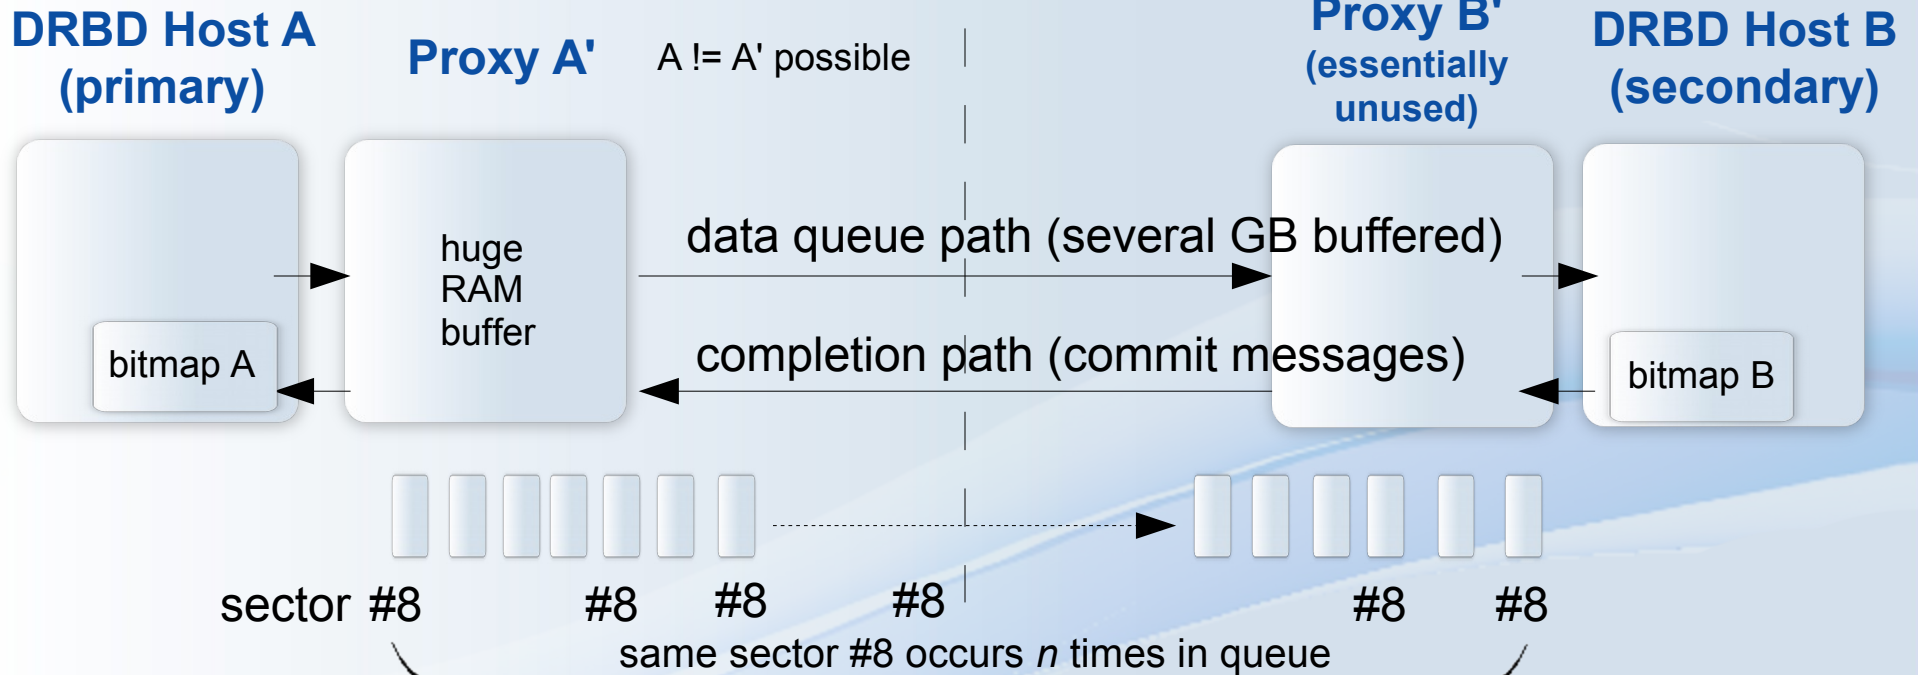 DRBD Host A
(primary)
Proxy A'
A != A' possible
Proxy B'
(essentially
unused)
DRBD Host B
(secondary)
huge
RAM
buffer
data queue path (several GB buffered)
completion path (commit messages)
bitmap A
bitmap B
sector #8 #8 #8 #8 #8 #8
same sector #8 occurs n times in queue